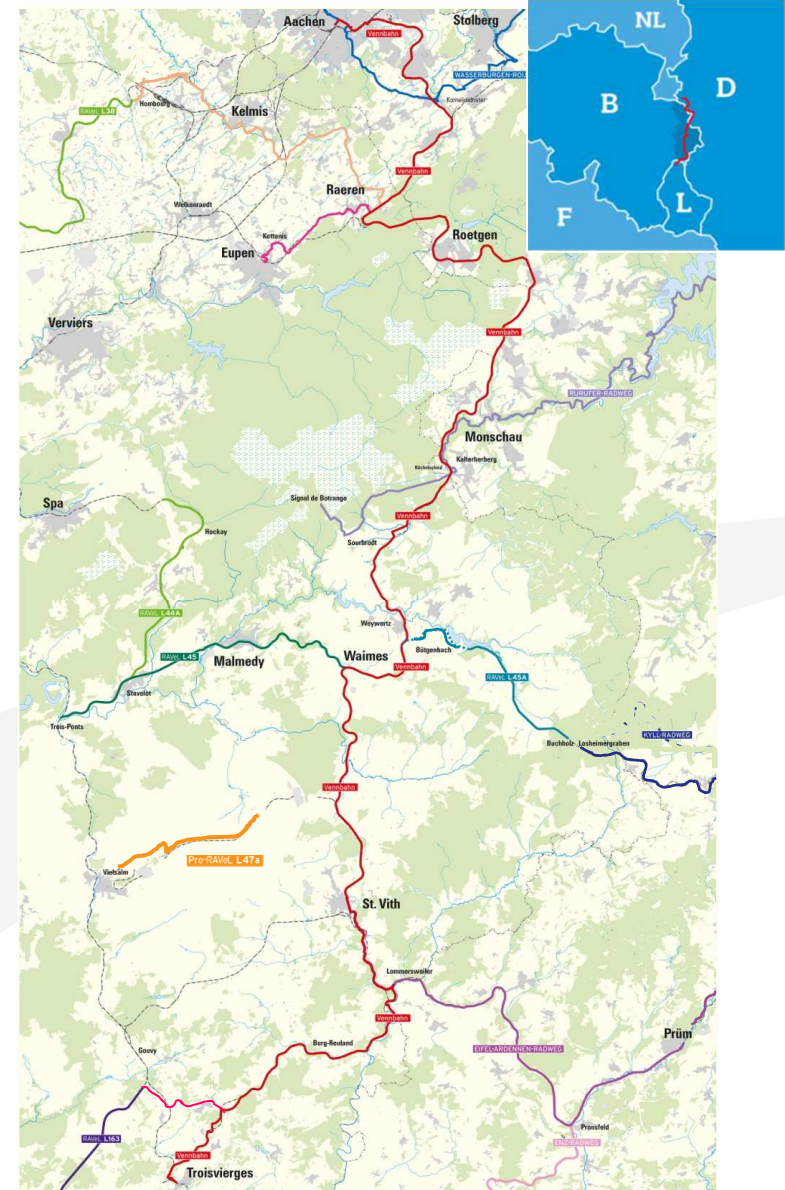 Aachen
Stolberg
Vennbahn
WASSERBURGEN-ROU
Kornelimünster
Hombourg
RAVeL L38
Kelmis
Vennbahn
Raeren
Welkenraedt
Kettenis
Eupen
Roetgen
Verviers
Vennbahn
RURUFER-RADWEG
Monschau
Kalterherberg
Küchelscheid
Signal de Botrange
Spa
Vennbahn
Hockay
Sourbrodt
RAVeL L44A
Weywertz
Bütgenbach
RAVeL L45
Malmedy
Waimes
Vennbahn
RAVeL L45A
Stavelot
Trois-Ponts
KYLL-RADWEG
Buchholz
Losheimergraben
Vennbahn
Pre-RAVeL L47a
Vielsalm
St. Vith
Lommersweiler
Vennbahn
Prüm
Burg-Reuland
Gouvy
EIFEL-ARDENNEN-RADWEG
Pronsfeld
RAVeL L163
ENZ-RADWEG
Vennbahn
Troisvierges
NL
B
D
L
F